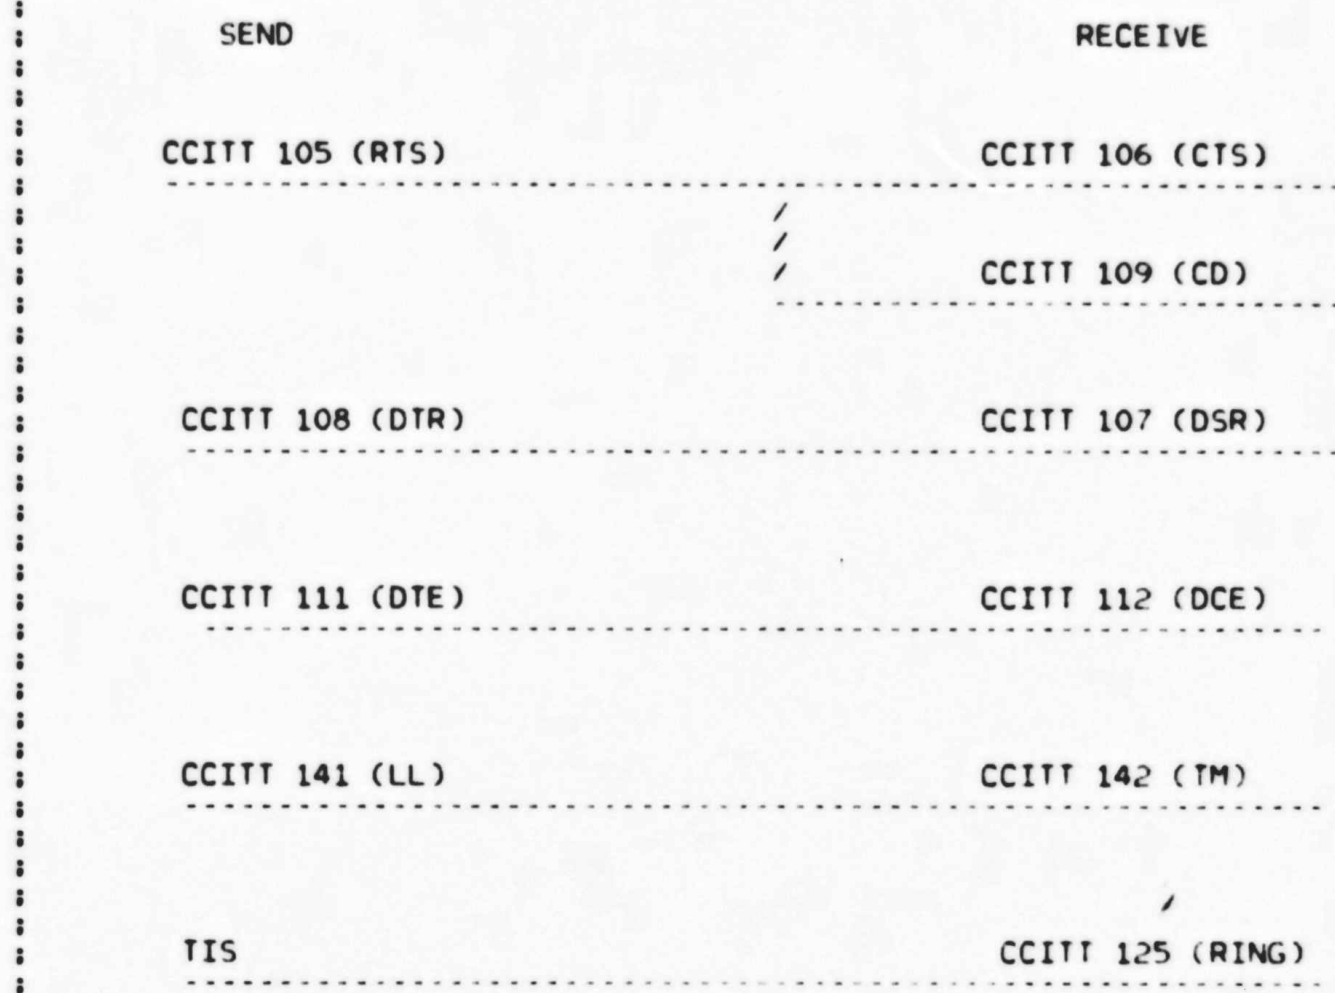 SEND RECEIVE
CCITT 105 (RTS) CCITT 106 (CTS)
CCITT 109 (CD)
CCITT 108 (DTR) CCITT 107 (DSR)
CCITT 111 (DTE) CCITT 112 (DCE)
CCITT 141 (LL) CCITT 142 (TM)
TIS CCITT 125 (RING)